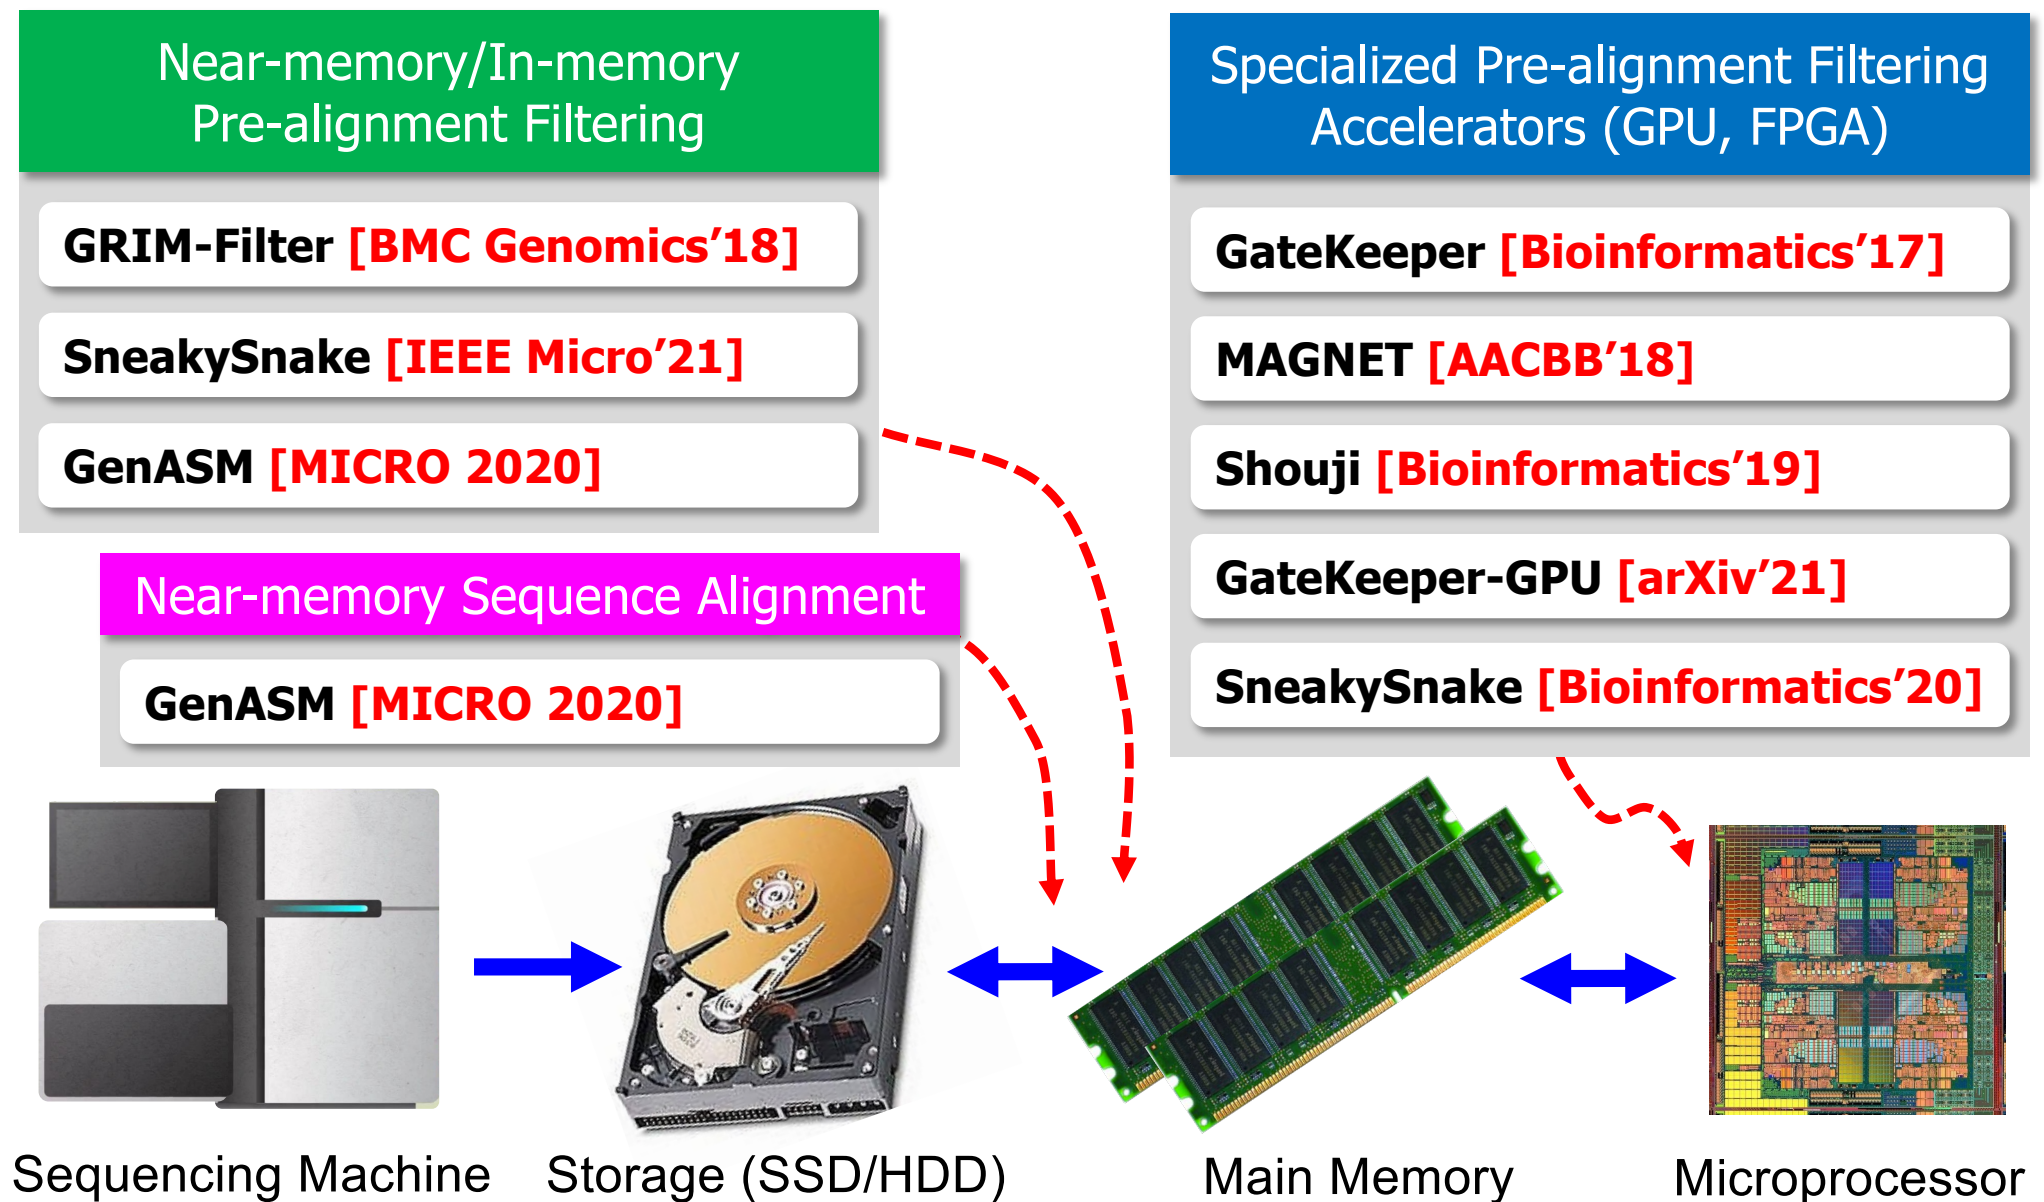 Near-memory/In-memory
Pre-alignment Filtering
GRIM-Filter [BMC Genomics’18]
SneakySnake [IEEE Micro’21]
GenASM [MICRO 2020]
Near-memory Sequence Alignment
GenASM [MICRO 2020]
Specialized Pre-alignment Filtering
Accelerators (GPU, FPGA)
GateKeeper [Bioinformatics’17]
MAGNET [AACBB’18]
Shouji [Bioinformatics’19]
GateKeeper-GPU [arXiv’21]
SneakySnake [Bioinformatics’20]
Sequencing Machine
Storage (SSD/HDD)
Main Memory
Microprocessor